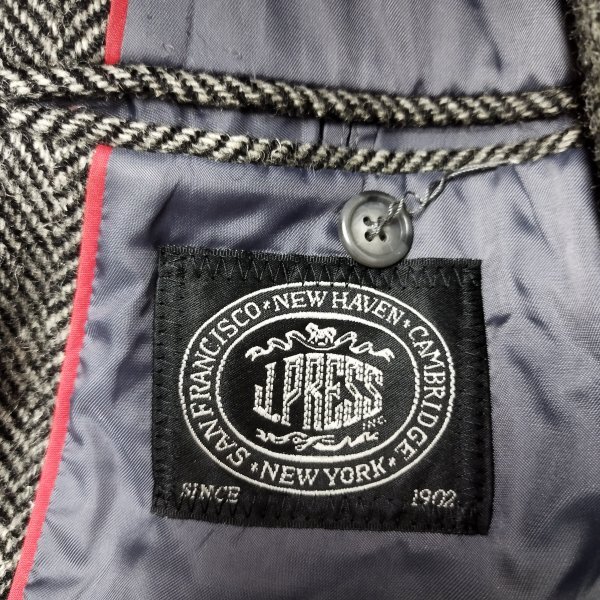 SAN FRANCISCO * NEW HAVEN * CAMBRIDGE * NEW YORK *
J.PRESS
INC.
SINCE 1902